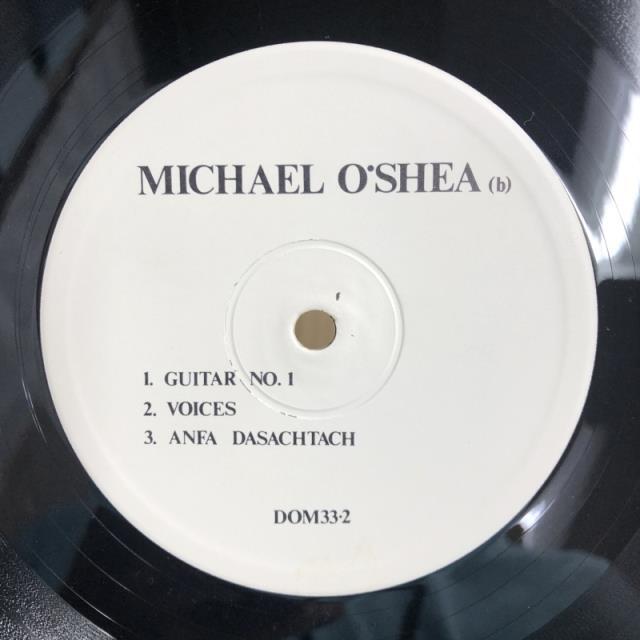 MICHAEL O'SHEA (b)
1. GUITAR NO. 1
2. VOICES
3. ANFA DASACHTACH
DOM33·2